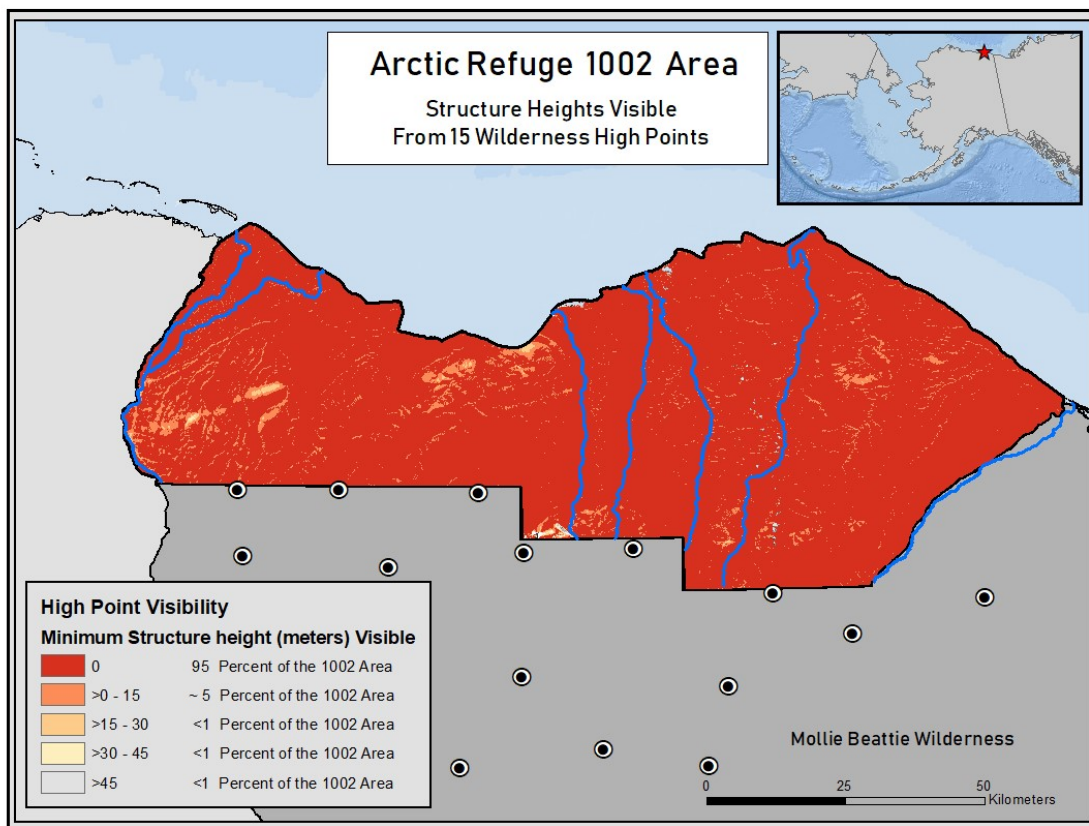 Arctic Refuge 1002 Area
Structure Heights Visible
From 15 Wilderness High Points
High Point Visibility
Minimum Structure height (meters) Visible
0 95 Percent of the 1002 Area
>0 - 15 ~ 5 Percent of the 1002 Area
>15 - 30 <1 Percent of the 1002 Area
>30 - 45 <1 Percent of the 1002 Area
>45 <1 Percent of the 1002 Area
Mollie Beattie Wilderness
0 25 50
Kilometers